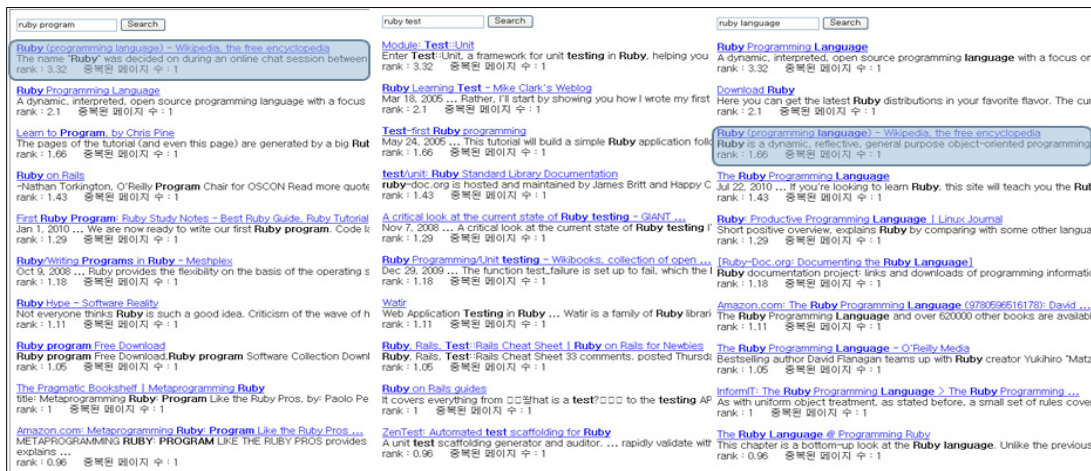 ruby program Search
Ruby (programming language) - Wikipedia, the free encyclopedia
The name "Ruby" was decided on during an online chat session between
rank : 3.32 중복된 페이지 수 : 1
Ruby Programming Language
A dynamic, interpreted, open source programming language with a focus
rank : 2.1 중복된 페이지 수 : 1
Learn to Program, by Chris Pine
The pages of the tutorial (and even this page) are generated by a big Rub
rank : 1.66 중복된 페이지 수 : 1
Ruby on Rails
-Nathan Torkington, O'Reilly Program Chair for OSCON Read more quote
rank : 1.43 중복된 페이지 수 : 1
First Ruby Program: Ruby Study Notes - Best Ruby Guide, Ruby Tutorial
Jan 1, 2010 ... We are now ready to write our first Ruby program. Code
rank : 1.29 중복된 페이지 수 : 1
Ruby/Writing Programs in Ruby - Meshplex
Oct 9, 2008 ... Ruby provides the flexibility on the basis of the operating s
rank : 1.18 중복된 페이지 수 : 1
Ruby Hype - Software Reality
Not everyone thinks Ruby is such a good idea. Criticism of the wave of h
rank : 1.11 중복된 페이지 수 : 1
Ruby program Free Download
Ruby program Free Download,Ruby program Software Collection Downl
rank : 1.05 중복된 페이지 수 : 1
The Pragmatic Bookshelf | Metaprogramming Ruby
title: Metaprogramming Ruby: Program Like the Ruby Pros, by: Paolo Pe
rank : 1 중복된 페이지 수 : 1
Amazon.com: Metaprogramming Ruby: Program Like the Ruby Pros ...
METAPROGRAMMING RUBY: PROGRAM LIKE THE RUBY PROS provides
explains ...
rank : 0.96 중복된 페이지 수 : 1
ruby test Search
Module: Test::Unit
Enter Test::Unit, a framework for unit testing in Ruby, helping you
rank : 3.32 중복된 페이지 수 : 1
Ruby Learning Test - Mike Clark's Weblog
Mar 18, 2005 ... Rather, I'll start by showing you how I wrote my first
rank : 2.1 중복된 페이지 수 : 1
Test-first Ruby programming
May 24, 2005 ... This tutorial will build a simple Ruby application foll
rank : 1.66 중복된 페이지 수 : 1
test/unit: Ruby Standard Library Documentation
ruby-doc.org is hosted and maintained by James Britt and Happy C
rank : 1.43 중복된 페이지 수 : 1
A critical look at the current state of Ruby testing - GIANT ...
Nov 7, 2008 ... A critical look at the current state of Ruby testing I'
rank : 1.29 중복된 페이지 수 : 1
Ruby Programming/Unit testing - Wikibooks, collection of open ...
Dec 29, 2009 ... The function test_failure is set up to fail, which the
rank : 1.18 중복된 페이지 수 : 1
Watir
Web Application Testing in Ruby ... Watir is a family of Ruby librari
rank : 1.11 중복된 페이지 수 : 1
Ruby, Rails, Test::Rails Cheat Sheet | Ruby on Rails for Newbies
Ruby, Rails, Test::Rails Cheat Sheet 33 comments, posted Thursd
rank : 1.05 중복된 페이지 수 : 1
Ruby on Rails guides
It covers everything from □□쩔hat is a test?□□□ to the testing AP
rank : 1 중복된 페이지 수 : 1
ZenTest: Automated test scaffolding for Ruby
A unit test scaffolding generator and auditor. ... rapidly validate with
rank : 0.96 중복된 페이지 수 : 1
ruby language Search
Ruby Programming Language
A dynamic, interpreted, open source programming language with a focus on
rank : 3.32 중복된 페이지 수 : 1
Download Ruby
Here you can get the latest Ruby distributions in your favorite flavor. The cu
rank : 2.1 중복된 페이지 수 : 1
Ruby (programming language) - Wikipedia, the free encyclopedia
Ruby is a dynamic, reflective, general purpose object-oriented programming
rank : 1.66 중복된 페이지 수 : 1
The Ruby Programming Language
Jul 22, 2010 ... If you're looking to learn Ruby, this site will teach you the Rub
rank : 1.43 중복된 페이지 수 : 1
Ruby: Productive Programming Language | Linux Journal
Short positive overview, explains Ruby by comparing with some other langua
rank : 1.29 중복된 페이지 수 : 1
[Ruby-Doc.org: Documenting the Ruby Language]
Ruby documentation project: links and downloads of programming informatio
rank : 1.18 중복된 페이지 수 : 1
Amazon.com: The Ruby Programming Language (9780596516178): David ...
The Ruby Programming Language and over 620000 other books are availab
rank : 1.11 중복된 페이지 수 : 1
The Ruby Programming Language - O'Reilly Media
Bestselling author David Flanagan teams up with Ruby creator Yukihiro "Matz
rank : 1.05 중복된 페이지 수 : 1
InformIT: The Ruby Programming Language > The Ruby Programming ...
As with uniform object treatment, as stated before, a small set of rules cove
rank : 1 중복된 페이지 수 : 1
The Ruby Language @ Programming Ruby
This chapter is a bottom-up look at the Ruby language. Unlike the previous
rank : 0.96 중복된 페이지 수 : 1